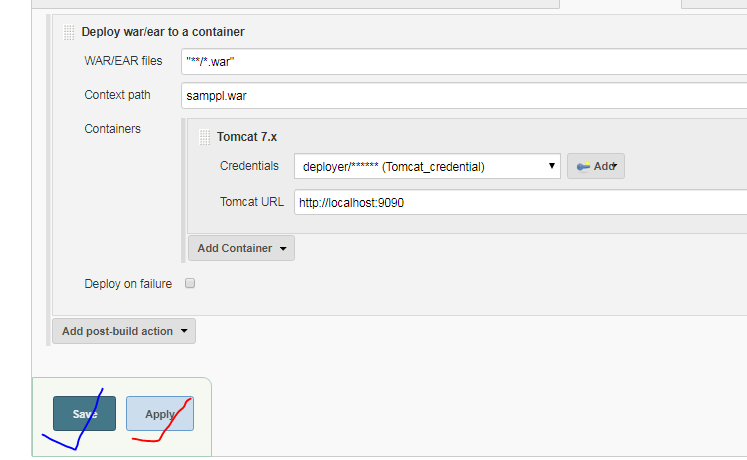 Deploy war/ear to a container
WAR/EAR files "**/*.war"
Context path samppl.war
Containers
Tomcat 7.x
Credentials deployer/****** (Tomcat_credential) Add
Tomcat URL http://localhost:9090
Add Container
Deploy on failure
Add post-build action
Save Apply